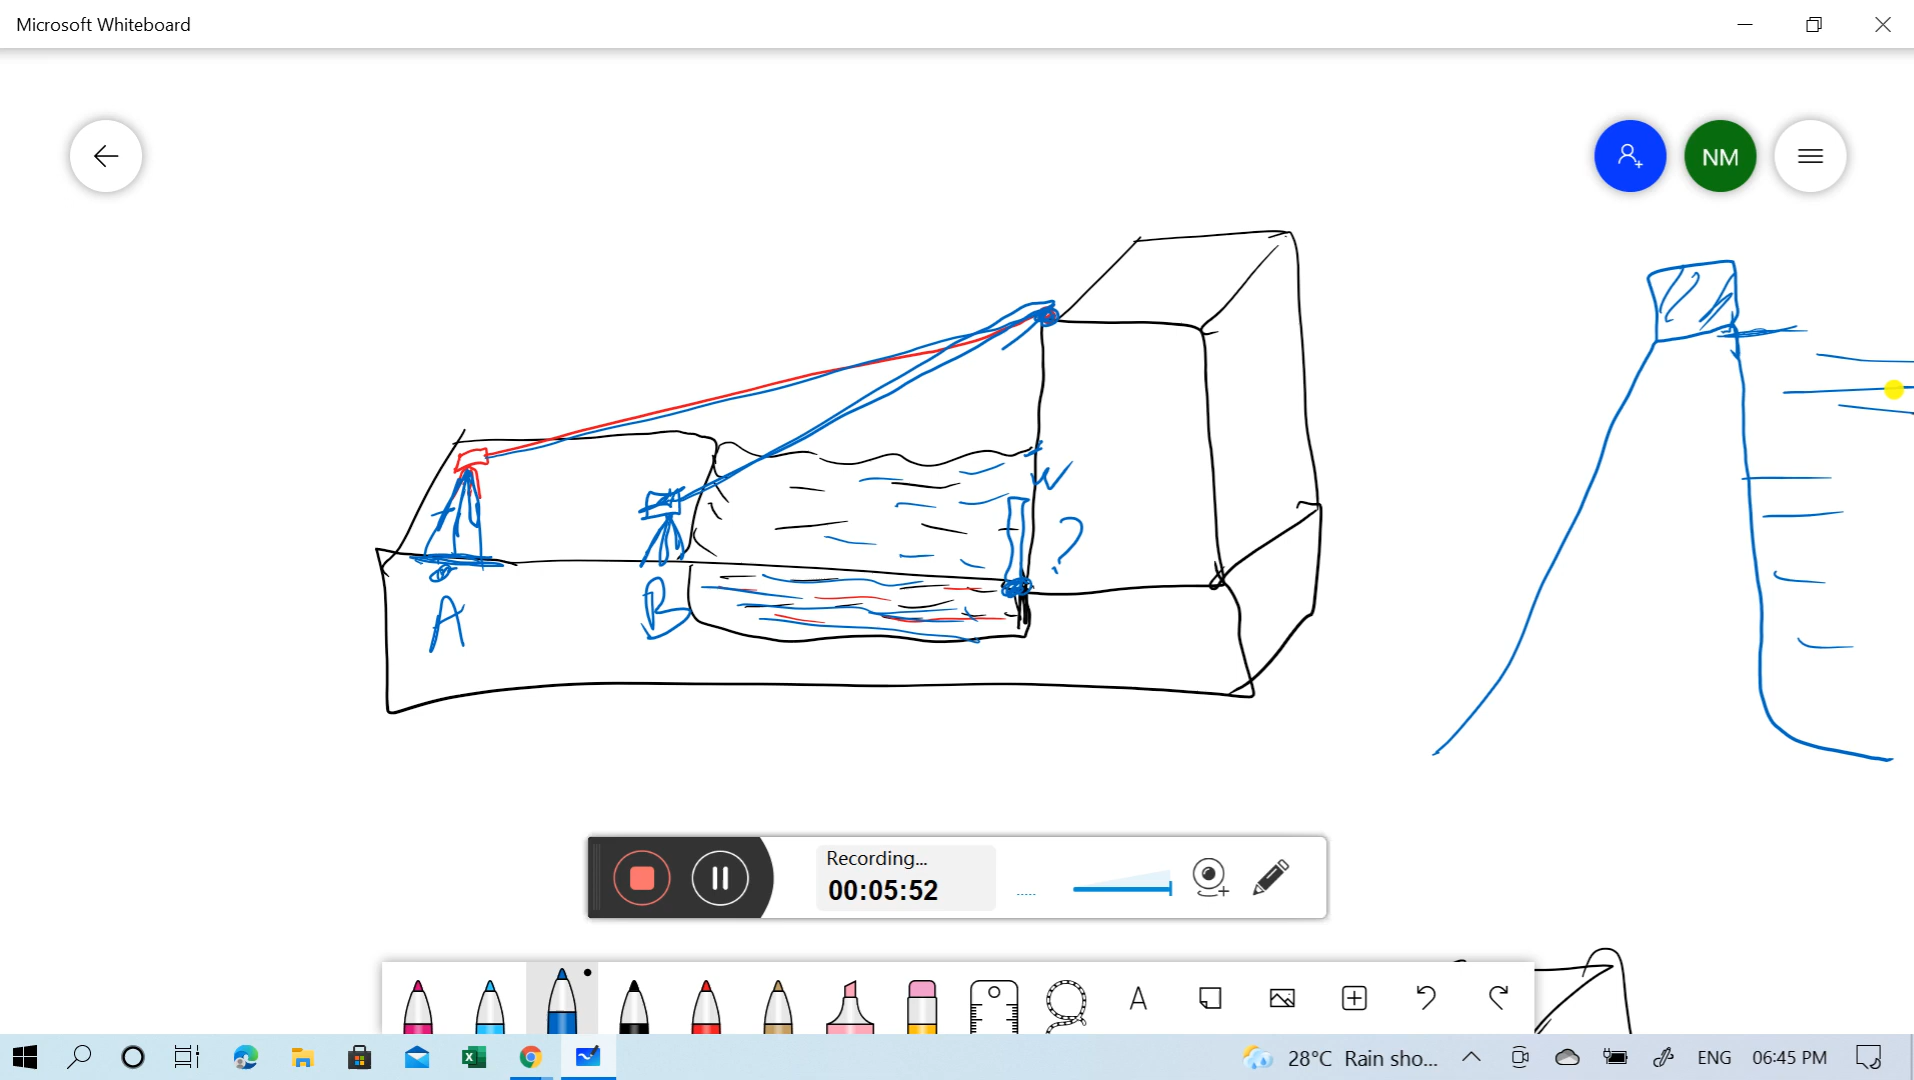 Microsoft Whiteboard
NM
W
?
A
B
Recording...
00:05:52
A
28°C Rain sho...
ENG
06:45 PM